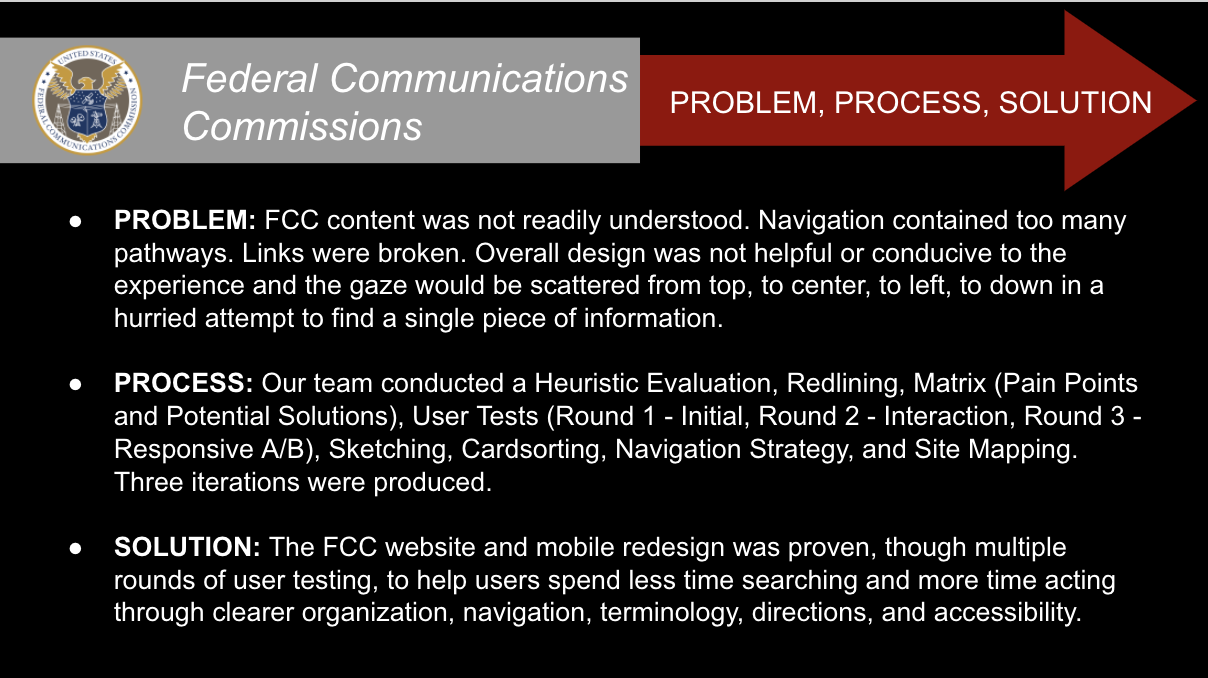 UNITED STATES
FEDERAL COMMUNICATIONS COMMISSION
Federal Communications
Commissions
PROBLEM, PROCESS, SOLUTION
● PROBLEM: FCC content was not readily understood. Navigation contained too many
pathways. Links were broken. Overall design was not helpful or conducive to the
experience and the gaze would be scattered from top, to center, to left, to down in a
hurried attempt to find a single piece of information.
● PROCESS: Our team conducted a Heuristic Evaluation, Redlining, Matrix (Pain Points
and Potential Solutions), User Tests (Round 1 - Initial, Round 2 - Interaction, Round 3 -
Responsive A/B), Sketching, Cardsorting, Navigation Strategy, and Site Mapping.
Three iterations were produced.
● SOLUTION: The FCC website and mobile redesign was proven, though multiple
rounds of user testing, to help users spend less time searching and more time acting
through clearer organization, navigation, terminology, directions, and accessibility.